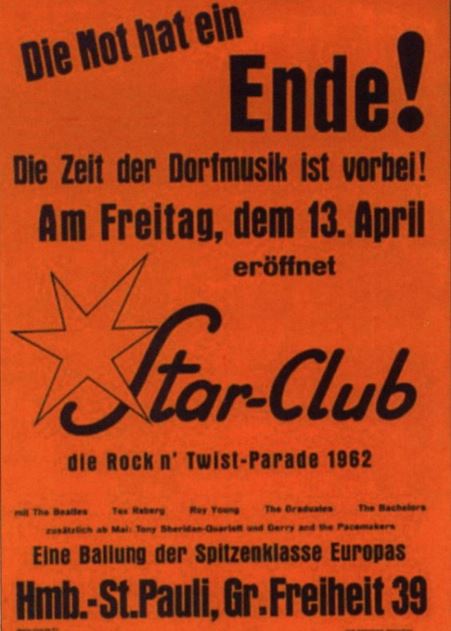 Die Not hat ein
Ende!
Die Zeit der Dorfmusik ist vorbei!
Am Freitag, dem 13. April
eröffnet
Star-Club
die Rock n' Twist-Parade 1962
mit The Beatles Tex Roberg Roy Young The Graduates The Bachelors
zusätzlich ab Mai: Tony Sheridan-Quartett und Gerry and the Pacemakers
Eine Ballung der Spitzenklasse Europas
Hmb.-St.Pauli, Gr. Freiheit 39